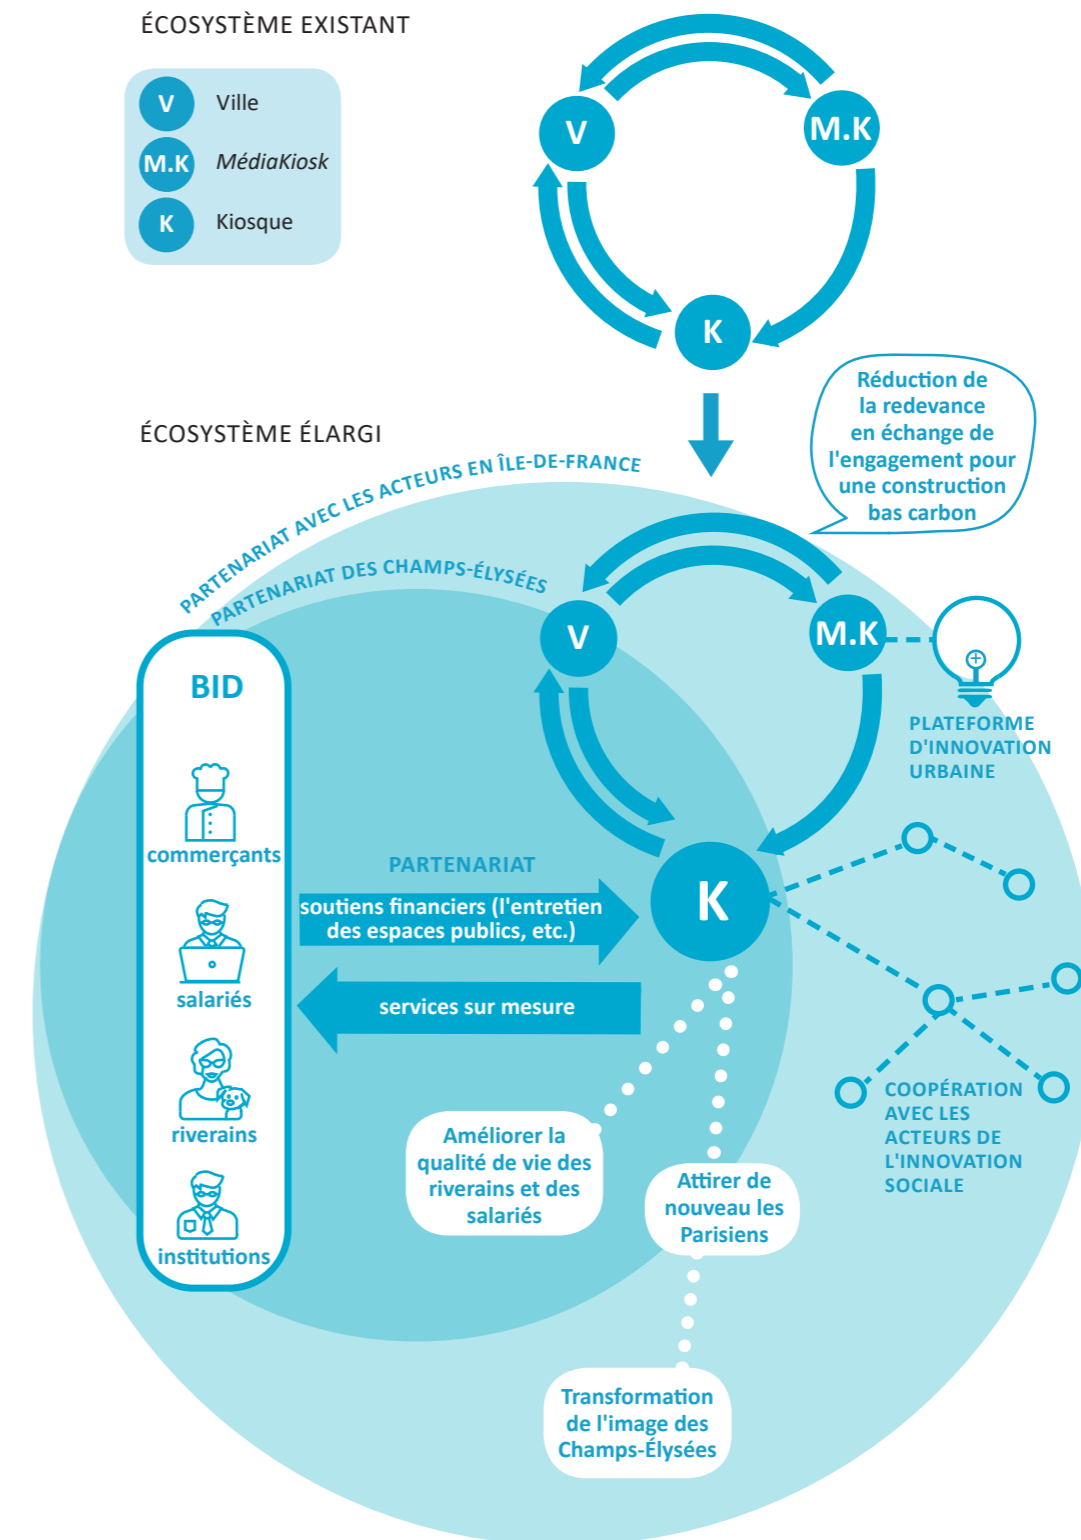 ÉCOSYSTÈME EXISTANT
V Ville
M.K MédiaKiosk
K Kiosque
V
M.K
K
Réduction de
la redevance
en échange de
l'engagement pour
une construction
bas carbon
ÉCOSYSTÈME ÉLARGI
PARTENARIAT AVEC LES ACTEURS EN ÎLE-DE-FRANCE
PARTENARIAT DES CHAMPS-ÉLYSÉES
V
M.K
PLATEFORME
D'INNOVATION
URBAINE
BID
commerçants
salariés
riverains
institutions
PARTENARIAT
soutiens financiers (l'entretien
des espaces publics, etc.)
K
services sur mesure
COOPÉRATION
AVEC LES
ACTEURS DE
L'INNOVATION
SOCIALE
Améliorer la
qualité de vie des
riverains et des
salariés
Attirer de
nouveau les
Parisiens
Transformation
de l'image des
Champs-Élysées